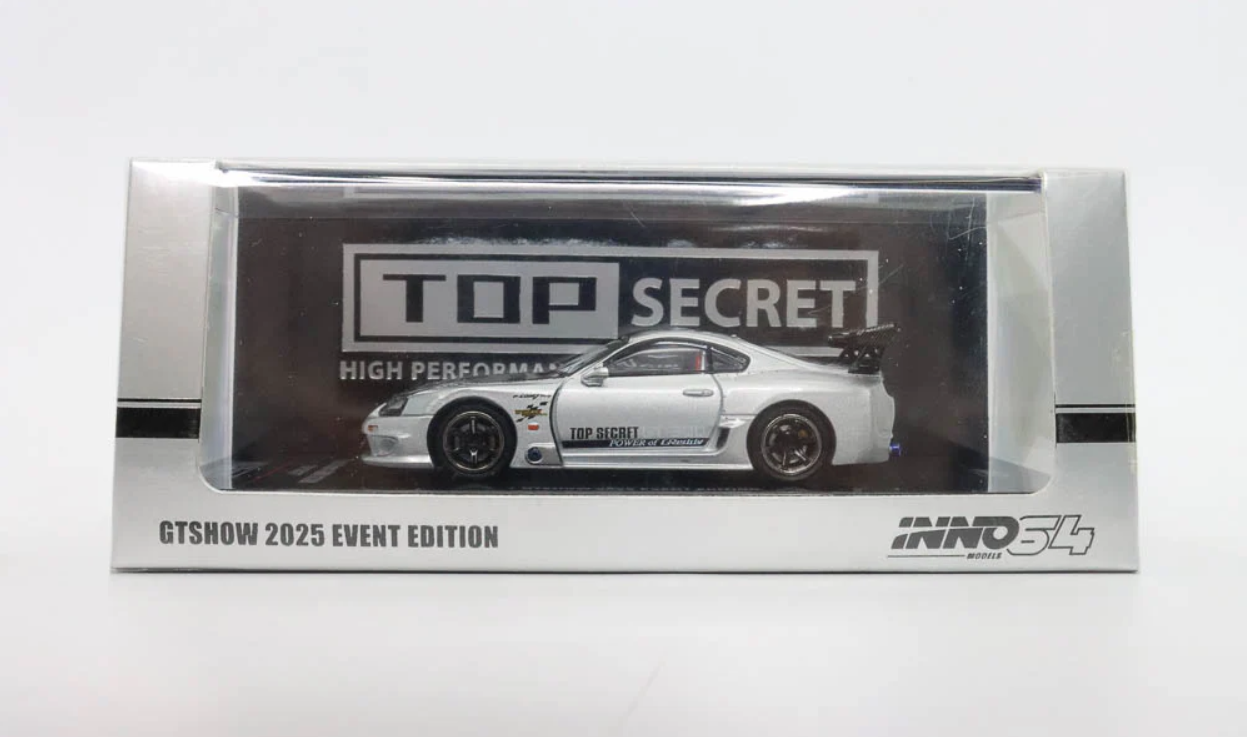 TOP SECRET
HIGH PERFORMA
TOP SECRET
POWER of GReddy
GTSHOW 2025 EVENT EDITION
INNO64
MODELS